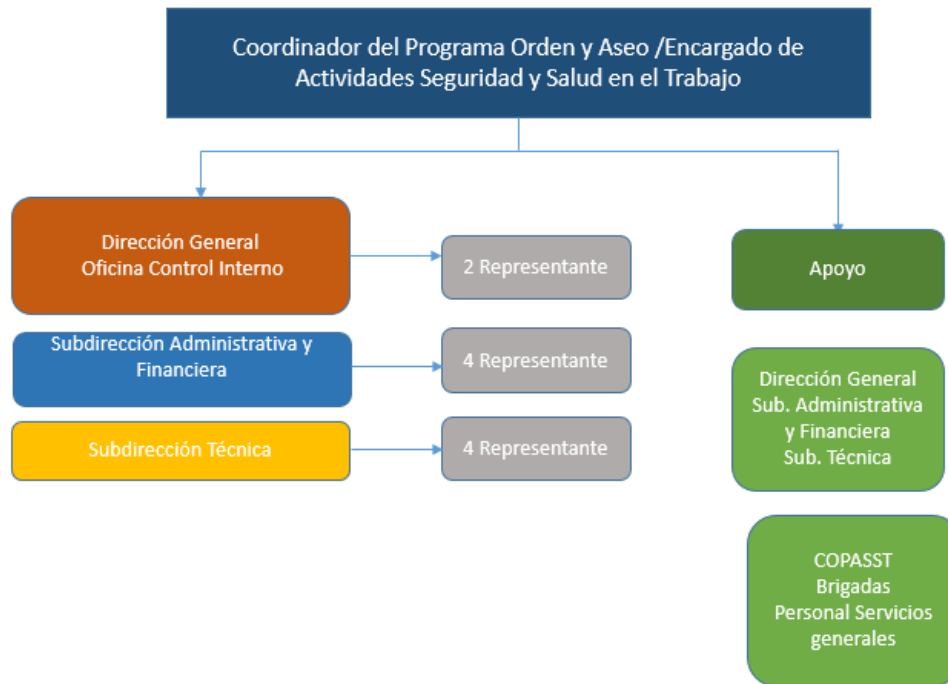 Coordinador del Programa Orden y Aseo /Encargado de
Actividades Seguridad y Salud en el Trabajo
Dirección General
Oficina Control Interno
2 Representante
Apoyo
Subdirección Administrativa y
Financiera
4 Representante
Subdirección Técnica
4 Representante
Dirección General
Sub. Administrativa
y Financiera
Sub. Técnica
COPASST
Brigadas
Personal Servicios
generales